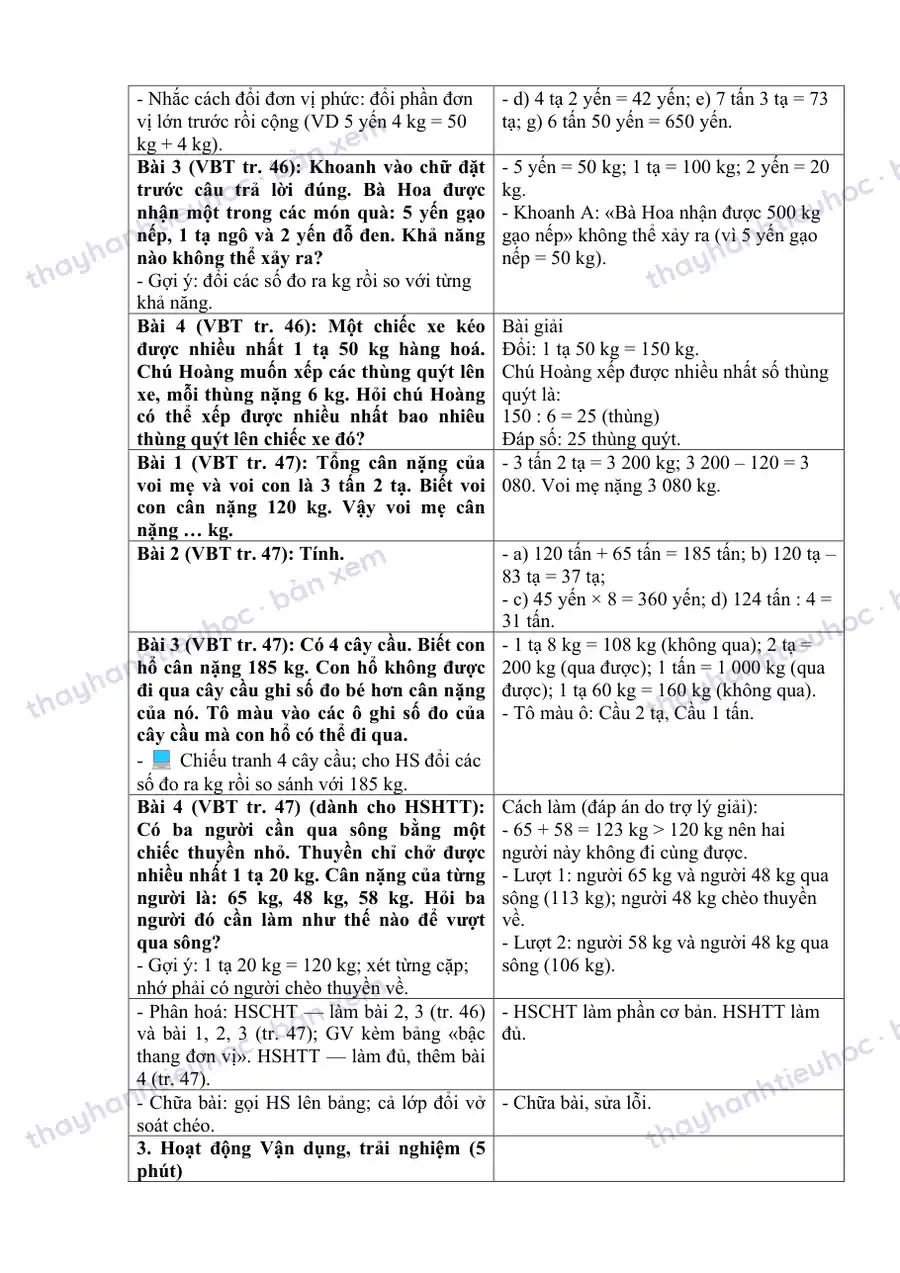 - Nhắc cách đổi đơn vị phức: đổi phần đơn
vị lớn trước rồi cộng (VD 5 yến 4 kg = 50
kg + 4 kg).
- d) 4 tạ 2 yến = 42 yến; e) 7 tấn 3 tạ = 73
tạ; g) 6 tấn 50 yến = 650 yến.
Bài 3 (VBT tr. 46): Khoanh vào chữ đặt
trước câu trả lời đúng. Bà Hoa được
nhận một trong các món quà: 5 yến gạo
nếp, 1 tạ ngô và 2 yến đỗ đen. Khả năng
nào không thể xảy ra?
- Gợi ý: đổi các số đo ra kg rồi so với từng
khả năng.
- 5 yến = 50 kg; 1 tạ = 100 kg; 2 yến = 20
kg.
- Khoanh A: «Bà Hoa nhận được 500 kg
gạo nếp» không thể xảy ra (vì 5 yến gạo
nếp = 50 kg).
Bài 4 (VBT tr. 46): Một chiếc xe kéo
được nhiều nhất 1 tạ 50 kg hàng hoá.
Chú Hoàng muốn xếp các thùng quýt lên
xe, mỗi thùng nặng 6 kg. Hỏi chú Hoàng
có thể xếp được nhiều nhất bao nhiêu
thùng quýt lên chiếc xe đó?
Bài giải
Đổi: 1 tạ 50 kg = 150 kg.
Chú Hoàng xếp được nhiều nhất số thùng
quýt là:
150 : 6 = 25 (thùng)
Đáp số: 25 thùng quýt.
Bài 1 (VBT tr. 47): Tổng cân nặng của
voi mẹ và voi con là 3 tấn 2 tạ. Biết voi
con cân nặng 120 kg. Vậy voi mẹ cân
nặng … kg.
- 3 tấn 2 tạ = 3 200 kg; 3 200 – 120 = 3
080. Voi mẹ nặng 3 080 kg.
Bài 2 (VBT tr. 47): Tính.
- a) 120 tấn + 65 tấn = 185 tấn; b) 120 tạ –
83 tạ = 37 tạ;
- c) 45 yến × 8 = 360 yến; d) 124 tấn : 4 =
31 tấn.
Bài 3 (VBT tr. 47): Có 4 cây cầu. Biết con
hổ cân nặng 185 kg. Con hổ không được
đi qua cây cầu ghi số đo bé hơn cân nặng
của nó. Tô màu vào các ô ghi số đo của
cây cầu mà con hổ có thể đi qua.
- Chiếu tranh 4 cây cầu; cho HS đổi các
số đo ra kg rồi so sánh với 185 kg.
- 1 tạ 8 kg = 108 kg (không qua); 2 tạ =
200 kg (qua được); 1 tấn = 1 000 kg (qua
được); 1 tạ 60 kg = 160 kg (không qua).
- Tô màu ô: Cầu 2 tạ, Cầu 1 tấn.
Bài 4 (VBT tr. 47) (dành cho HSHTT):
Có ba người cần qua sông bằng một
chiếc thuyền nhỏ. Thuyền chỉ chở được
nhiều nhất 1 tạ 20 kg. Cân nặng của từng
người là: 65 kg, 48 kg, 58 kg. Hỏi ba
người đó cần làm như thế nào để vượt
qua sông?
- Gợi ý: 1 tạ 20 kg = 120 kg; xét từng cặp;
nhớ phải có người chèo thuyền về.
Cách làm (đáp án do trợ lý giải):
- 65 + 58 = 123 kg > 120 kg nên hai
người này không đi cùng được.
- Lượt 1: người 65 kg và người 48 kg qua
sông (113 kg); người 48 kg chèo thuyền
về.
- Lượt 2: người 58 kg và người 48 kg qua
sông (106 kg).
- Phân hoá: HSCHT — làm bài 2, 3 (tr. 46)
và bài 1, 2, 3 (tr. 47); GV kèm bảng «bậc
thang đơn vị». HSHTT — làm đủ, thêm bài
4 (tr. 47).
- HSCHT làm phần cơ bản. HSHTT làm
đủ.
- Chữa bài: gọi HS lên bảng; cả lớp đổi vở
soát chéo.
- Chữa bài, sửa lỗi.
3. Hoạt động Vận dụng, trải nghiệm (5
phút)
thayhanhtieuhoc · bản xem
thayhanhtieuhoc · b
thayhanhtieuhoc · bản xem
thayhanhtieuhoc · b
thayhanhtieuhoc · bản xem
thayhanhtieuhoc · b